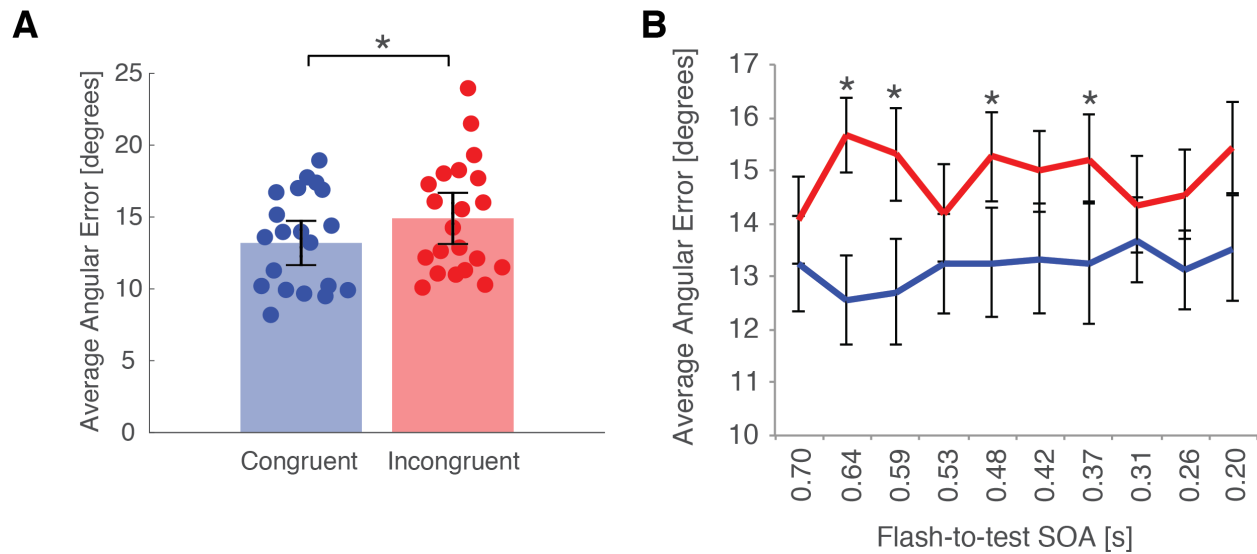 A
*
Average Angular Error [degrees]
25
20
15
10
5
0
Congruent Incongruent
B
Average Angular Error [degrees]
17
16
15
14
13
12
11
10
* * * *
0.70 0.64 0.59 0.53 0.48 0.42 0.37 0.31 0.26 0.20
Flash-to-test SOA [s]